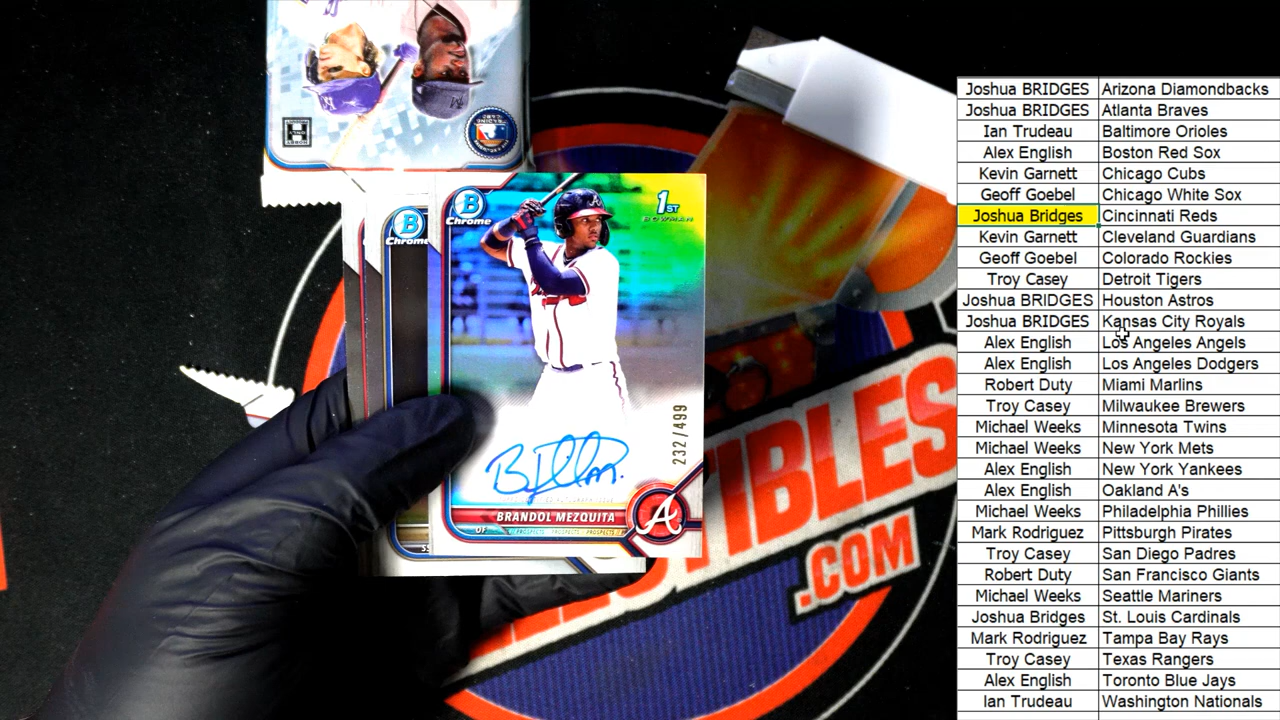 H
B
Chrome
B
Chrome
1ST
BOWMAN
232/499
BRANDOL MEZQUITA
OF
PROSPECTS PROSPECTS PROSPECTS
A
TIBLES
.COM
Joshua BRIDGES Arizona Diamondbacks
Joshua BRIDGES Atlanta Braves
Ian Trudeau Baltimore Orioles
Alex English Boston Red Sox
Kevin Garnett Chicago Cubs
Geoff Goebel Chicago White Sox
Joshua Bridges Cincinnati Reds
Kevin Garnett Cleveland Guardians
Geoff Goebel Colorado Rockies
Troy Casey Detroit Tigers
Joshua BRIDGES Houston Astros
Joshua BRIDGES Kansas City Royals
Alex English Los Angeles Angels
Alex English Los Angeles Dodgers
Robert Duty Miami Marlins
Troy Casey Milwaukee Brewers
Michael Weeks Minnesota Twins
Michael Weeks New York Mets
Alex English New York Yankees
Alex English Oakland A's
Michael Weeks Philadelphia Phillies
Mark Rodriguez Pittsburgh Pirates
Troy Casey San Diego Padres
Robert Duty San Francisco Giants
Michael Weeks Seattle Mariners
Joshua Bridges St. Louis Cardinals
Mark Rodriguez Tampa Bay Rays
Troy Casey Texas Rangers
Alex English Toronto Blue Jays
Ian Trudeau Washington Nationals